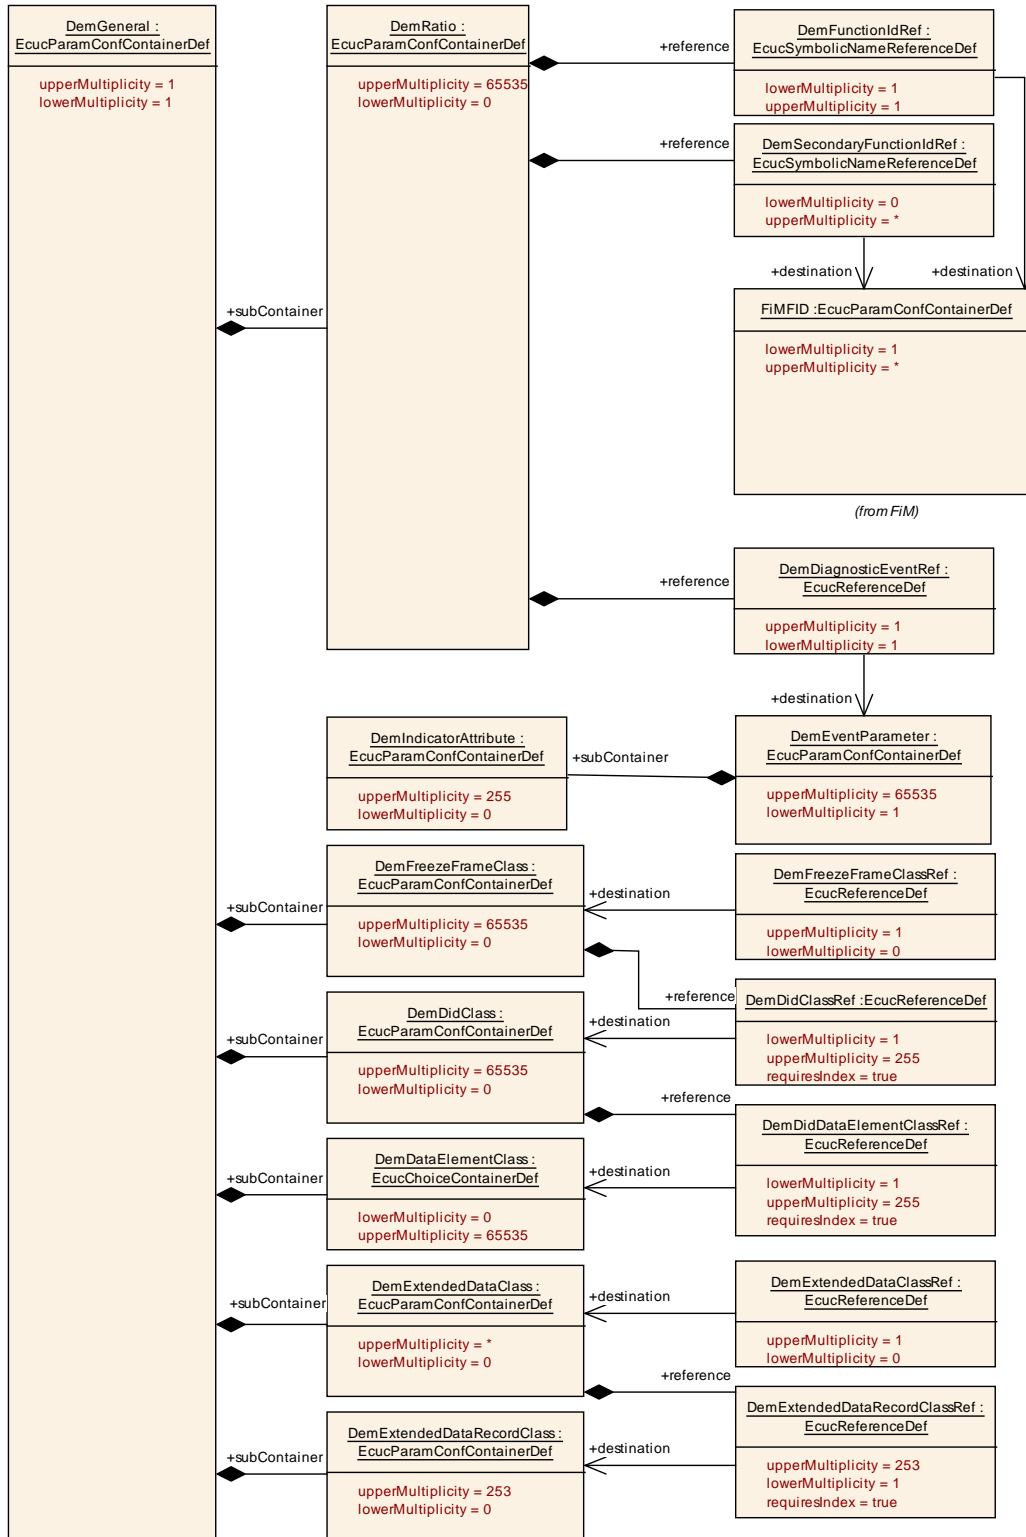 DemGeneral :
EcucParamConfContainerDef
upperMultiplicity = 1
lowerMultiplicity = 1
DemRatio :
EcucParamConfContainerDef
upperMultiplicity = 65535
lowerMultiplicity = 0
+reference
DemFunctionIdRef :
EcucSymbolicNameReferenceDef
lowerMultiplicity = 1
upperMultiplicity = 1
+reference
DemSecondaryFunctionIdRef :
EcucSymbolicNameReferenceDef
lowerMultiplicity = 0
upperMultiplicity = *
+destination
+destination
+subContainer
FiMFID :EcucParamConfContainerDef
lowerMultiplicity = 1
upperMultiplicity = *
(from FiM)
+reference
DemDiagnosticEventRef :
EcucReferenceDef
upperMultiplicity = 1
lowerMultiplicity = 1
+destination
DemIndicatorAttribute :
EcucParamConfContainerDef
upperMultiplicity = 255
lowerMultiplicity = 0
+subContainer
DemEventParameter :
EcucParamConfContainerDef
upperMultiplicity = 65535
lowerMultiplicity = 1
+subContainer
DemFreezeFrameClass :
EcucParamConfContainerDef
upperMultiplicity = 65535
lowerMultiplicity = 0
+destination
DemFreezeFrameClassRef :
EcucReferenceDef
upperMultiplicity = 1
lowerMultiplicity = 0
+reference
+subContainer
DemDidClass :
EcucParamConfContainerDef
upperMultiplicity = 65535
lowerMultiplicity = 0
+destination
DemDidClassRef :EcucReferenceDef
lowerMultiplicity = 1
upperMultiplicity = 255
requiresIndex = true
+reference
DemDidDataElementClassRef :
EcucReferenceDef
lowerMultiplicity = 1
upperMultiplicity = 255
requiresIndex = true
+subContainer
DemDataElementClass :
EcucChoiceContainerDef
lowerMultiplicity = 0
upperMultiplicity = 65535
+destination
+subContainer
DemExtendedDataClass :
EcucParamConfContainerDef
upperMultiplicity = *
lowerMultiplicity = 0
+destination
DemExtendedDataClassRef :
EcucReferenceDef
upperMultiplicity = 1
lowerMultiplicity = 0
+reference
DemExtendedDataRecordClassRef :
EcucReferenceDef
upperMultiplicity = 253
lowerMultiplicity = 1
requiresIndex = true
+subContainer
DemExtendedDataRecordClass :
EcucParamConfContainerDef
upperMultiplicity = 253
lowerMultiplicity = 0
+destination